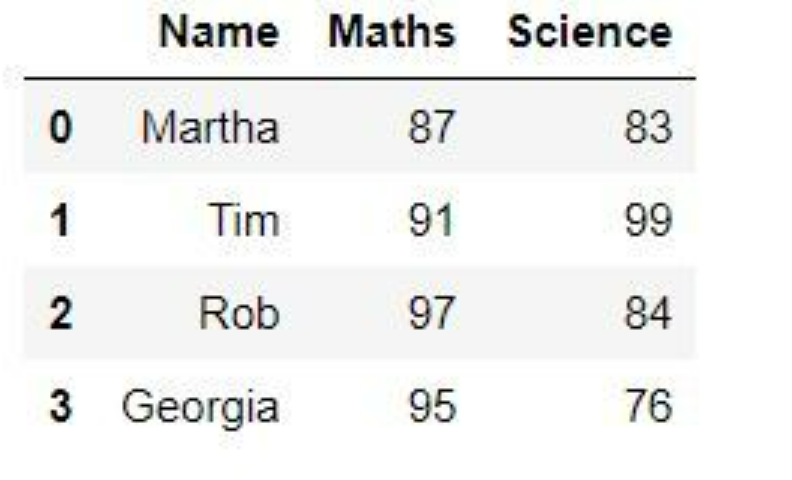 Name Maths Science
0 Martha 87 83
1 Tim 91 99
2 Rob 97 84
3 Georgia 95 76